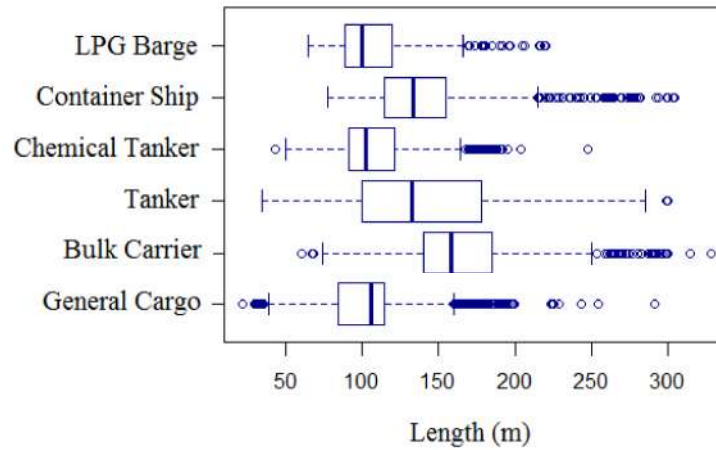 LPG Barge
Container Ship
Chemical Tanker
Tanker
Bulk Carrier
General Cargo
50 100 150 200 250 300
Length (m)